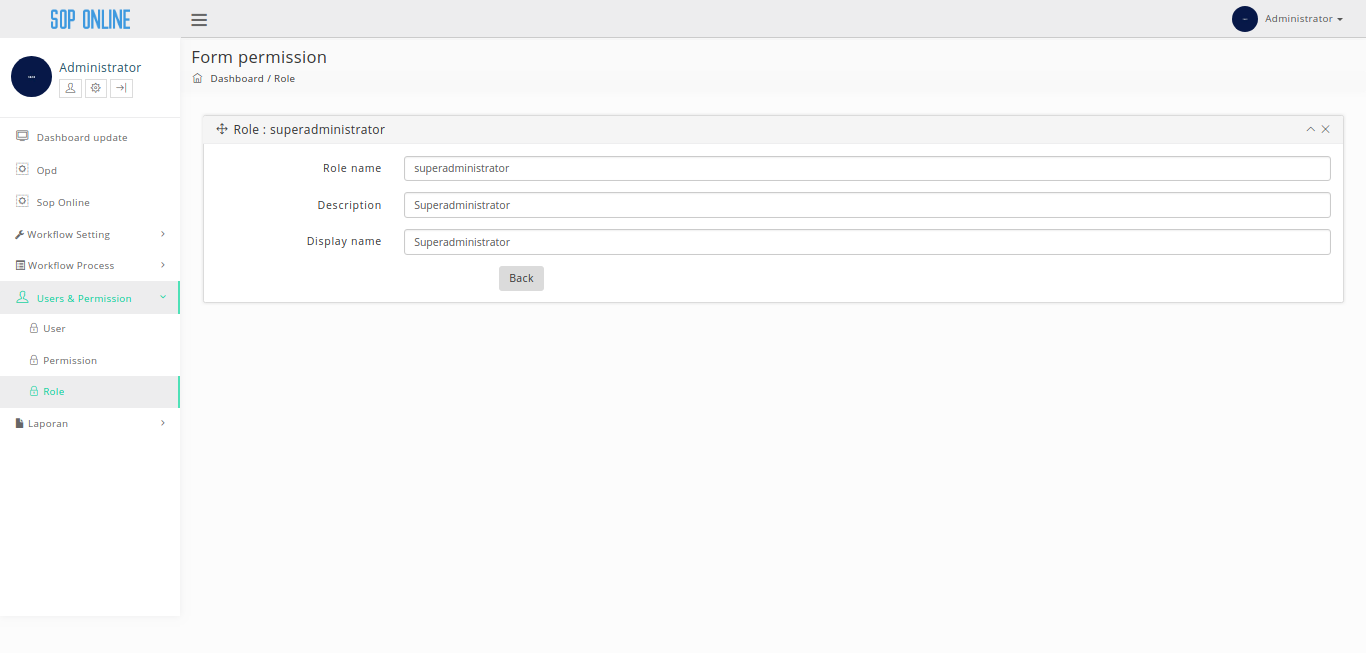 SOP ONLINE
Administrator
Administrator
Form permission
Dashboard / Role
Dashboard update
Opd
Sop Online
Workflow Setting
Workflow Process
Users & Permission
User
Permission
Role
Laporan
Role : superadministrator
Role name superadministrator
Description Superadministrator
Display name Superadministrator
Back